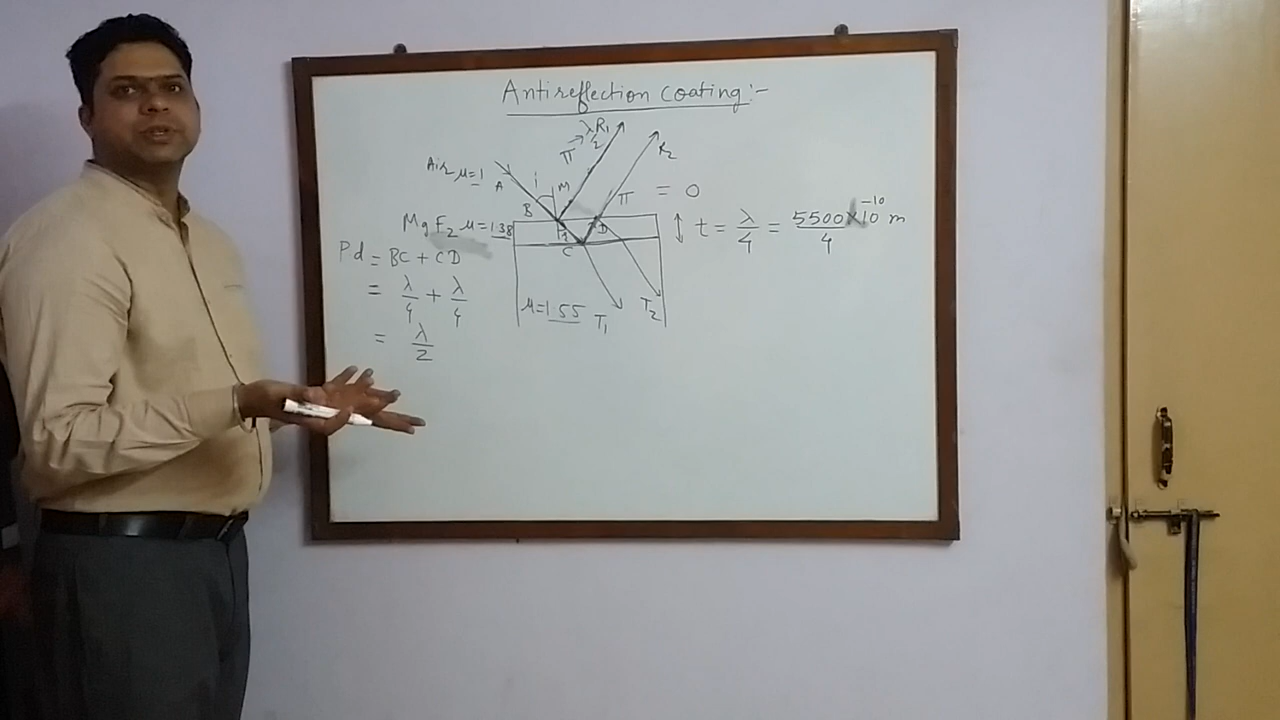 Antireflection coating :-
π → λ/2 R₁
R₂
Air μ=1
A i M
B
π = 0
MgF₂ μ=1.38
D
C
t = λ/4 = 5500×10⁻¹⁰/4 m
Pd = BC + CD
= λ/4 + λ/4
= λ/2
μ=1.55
T₁
T₂